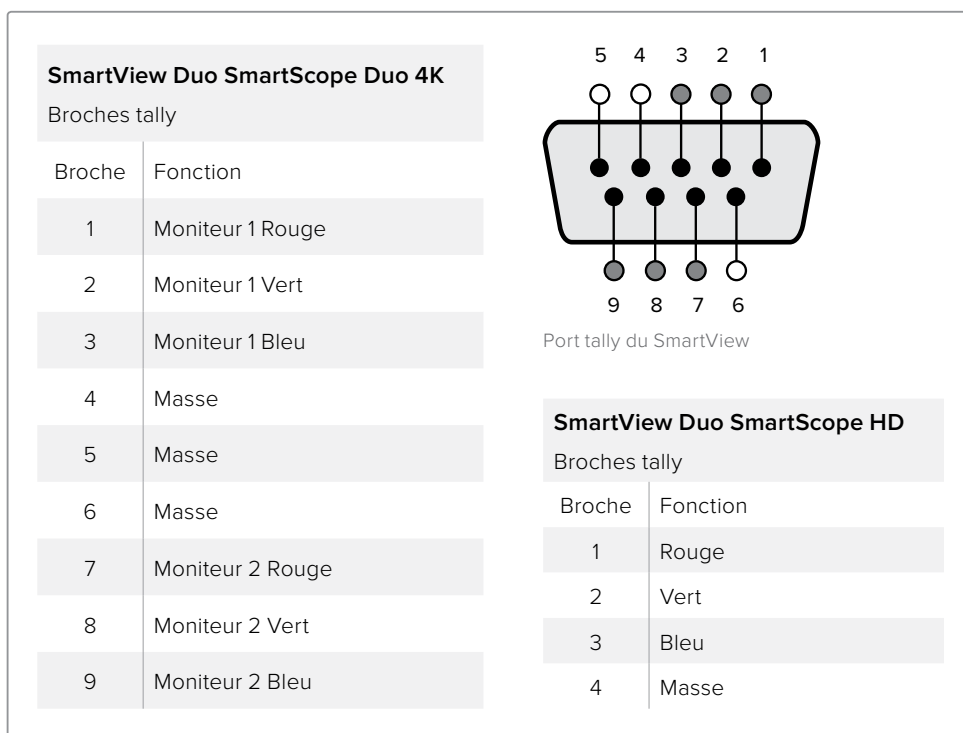 SmartView Duo SmartScope Duo 4K
Broches tally
Broche Fonction
1 Moniteur 1 Rouge
2 Moniteur 1 Vert
3 Moniteur 1 Bleu
4 Masse
5 Masse
6 Masse
7 Moniteur 2 Rouge
8 Moniteur 2 Vert
9 Moniteur 2 Bleu
5 4 3 2 1
9 8 7 6
Port tally du SmartView
SmartView Duo SmartScope HD
Broches tally
Broche Fonction
1 Rouge
2 Vert
3 Bleu
4 Masse